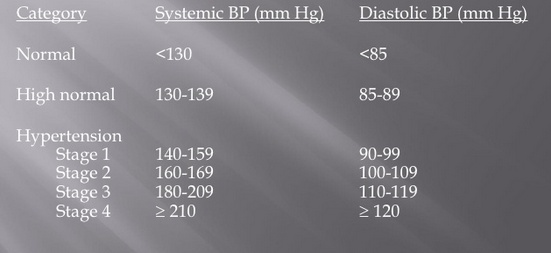 Category Systemic BP (mm Hg) Diastolic BP (mm Hg)
Normal <130 <85
High normal 130-139 85-89
Hypertension
Stage 1 140-159 90-99
Stage 2 160-169 100-109
Stage 3 180-209 110-119
Stage 4 ≥ 210 ≥ 120